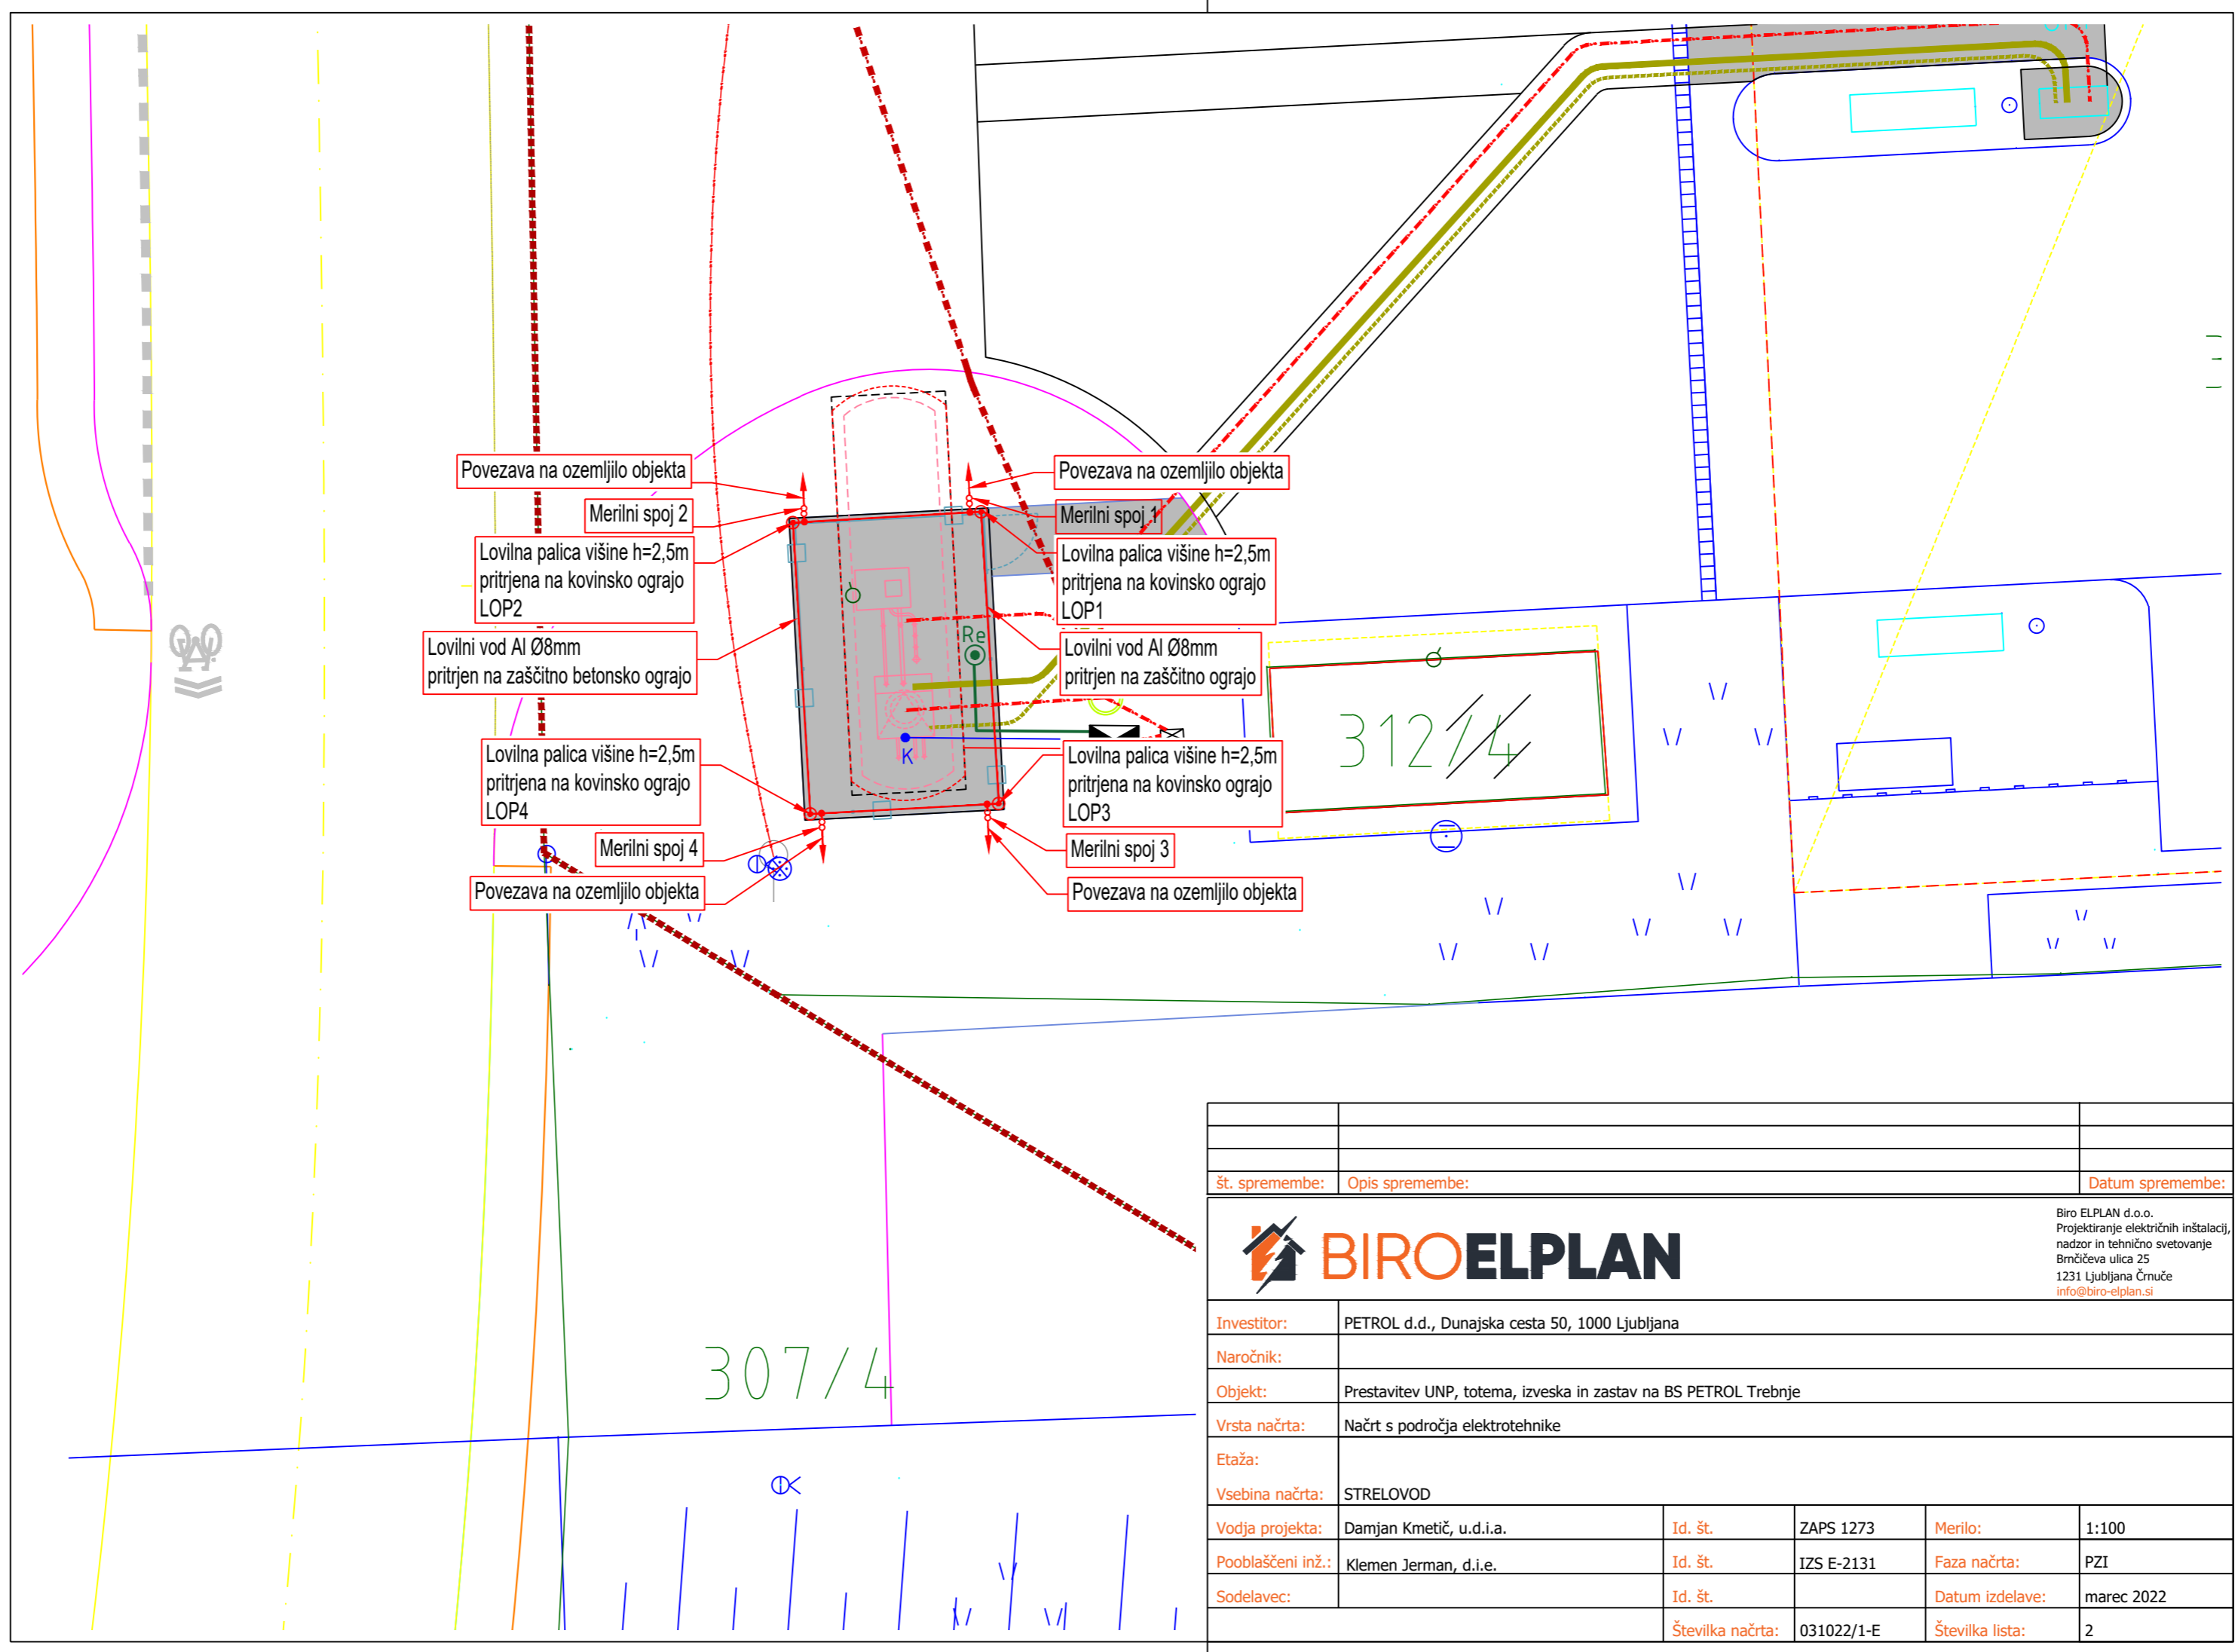 Povezava na ozemljilo objekta
Merilni spoj 2
Lovilna palica višine h=2,5m
pritrjena na kovinsko ograjo
LOP2
Lovilni vod Al Ø8mm
pritrjen na zaščitno betonsko ograjo
Lovilna palica višine h=2,5m
pritrjena na kovinsko ograjo
LOP4
Merilni spoj 4
Povezava na ozemljilo objekta
Povezava na ozemljilo objekta
Merilni spoj 1
Lovilna palica višine h=2,5m
pritrjena na kovinsko ograjo
LOP1
Lovilni vod Al Ø8mm
pritrjen na zaščitno ograjo
Lovilna palica višine h=2,5m
pritrjena na kovinsko ograjo
LOP3
Merilni spoj 3
Povezava na ozemljilo objekta
Re
K
312/4
307/4
št. spremembe: Opis spremembe: Datum spremembe:
BIROELPLAN
Biro ELPLAN d.o.o.
Projektiranje električnih inštalacij,
nadzor in tehnično svetovanje
Brnčičeva ulica 25
1231 Ljubljana Črnuče
info@biro-elplan.si
Investitor: PETROL d.d., Dunajska cesta 50, 1000 Ljubljana
Naročnik:
Objekt: Prestavitev UNP, totema, izveska in zastav na BS PETROL Trebnje
Vrsta načrta: Načrt s področja elektrotehnike
Etaža:
Vsebina načrta: STRELOVOD
Vodja projekta: Damjan Kmetič, u.d.i.a. Id. št. ZAPS 1273 Merilo: 1:100
Pooblaščeni inž.: Klemen Jerman, d.i.e. Id. št. IZS E-2131 Faza načrta: PZI
Sodelavec: Id. št. Datum izdelave: marec 2022
Številka načrta: 031022/1-E Številka lista: 2